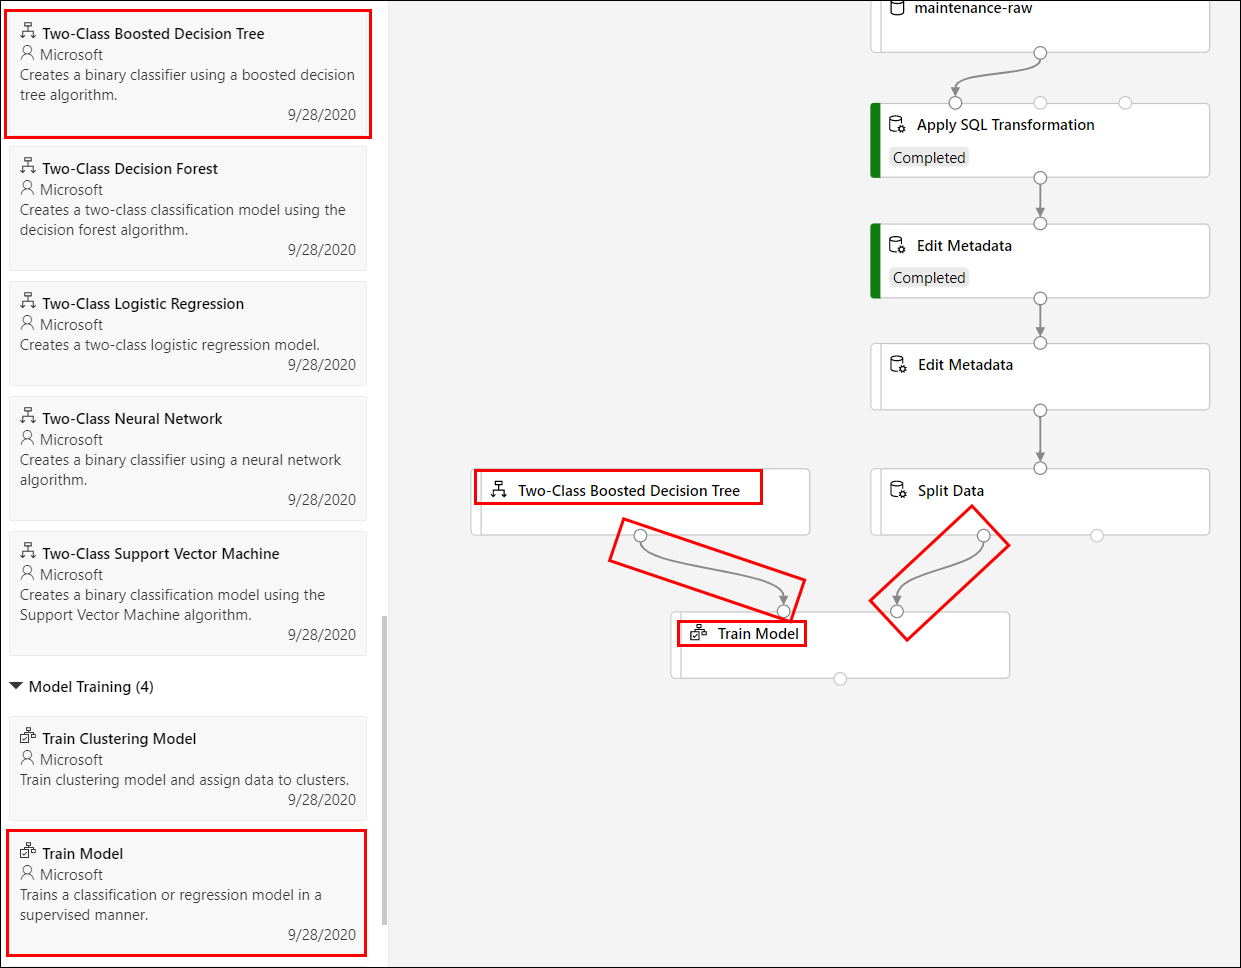 Two-Class Boosted Decision Tree
Microsoft
Creates a binary classifier using a boosted decision
tree algorithm.
9/28/2020
Two-Class Decision Forest
Microsoft
Creates a two-class classification model using the
decision forest algorithm.
9/28/2020
Two-Class Logistic Regression
Microsoft
Creates a two-class logistic regression model.
9/28/2020
Two-Class Neural Network
Microsoft
Creates a binary classifier using a neural network
algorithm.
9/28/2020
Two-Class Support Vector Machine
Microsoft
Creates a binary classification model using the
Support Vector Machine algorithm.
9/28/2020
Model Training (4)
Train Clustering Model
Microsoft
Train clustering model and assign data to clusters.
9/28/2020
Train Model
Microsoft
Trains a classification or regression model in a
supervised manner.
9/28/2020
maintenance-raw
Apply SQL Transformation
Completed
Edit Metadata
Completed
Edit Metadata
Two-Class Boosted Decision Tree
Split Data
Train Model